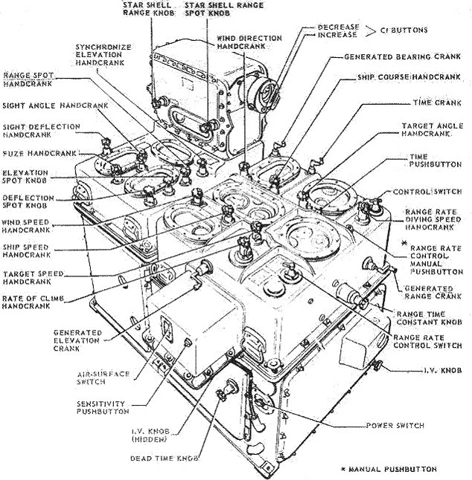 STAR SHELL
RANGE KNOB
STAR SHELL RANGE
SPOT KNOB
WIND DIRECTION
HANDCRANK
DECREASE
INCREASE
Cf BUTTONS
SYNCHRONIZE
ELEVATION
HANDCRANK
GENERATED BEARING CRANK
RANGE SPOT
HANDCRANK
SHIP COURSE HANDCRANK
SIGHT ANGLE HANDCRANK
TIME CRANK
SIGHT DEFLECTION
HANDCRANK
TARGET ANGLE
HANDCRANK
FUZE HANDCRANK
TIME
PUSHBUTTON
ELEVATION
SPOT KNOB
CONTROL SWITCH
DEFLECTION
SPOT KNOB
RANGE RATE
DIVING SPEED
HANDCRANK
WIND SPEED
HANDCRANK
*
RANGE RATE
CONTROL
MANUAL
PUSHBUTTON
SHIP SPEED
HANDCRANK
TARGET SPEED
HANDCRANK
GENERATED
RANGE CRANK
RATE OF CLIMB
HANDCRANK
RANGE TIME
CONSTANT KNOB
GENERATED
ELEVATION
CRANK
RANGE RATE
CONTROL SWITCH
AIR-SURFACE
SWITCH
I.V. KNOB
SENSITIVITY
PUSHBUTTON
I.V. KNOB
(HIDDEN)
POWER SWITCH
DEAD TIME KNOB
* MANUAL PUSHBUTTON